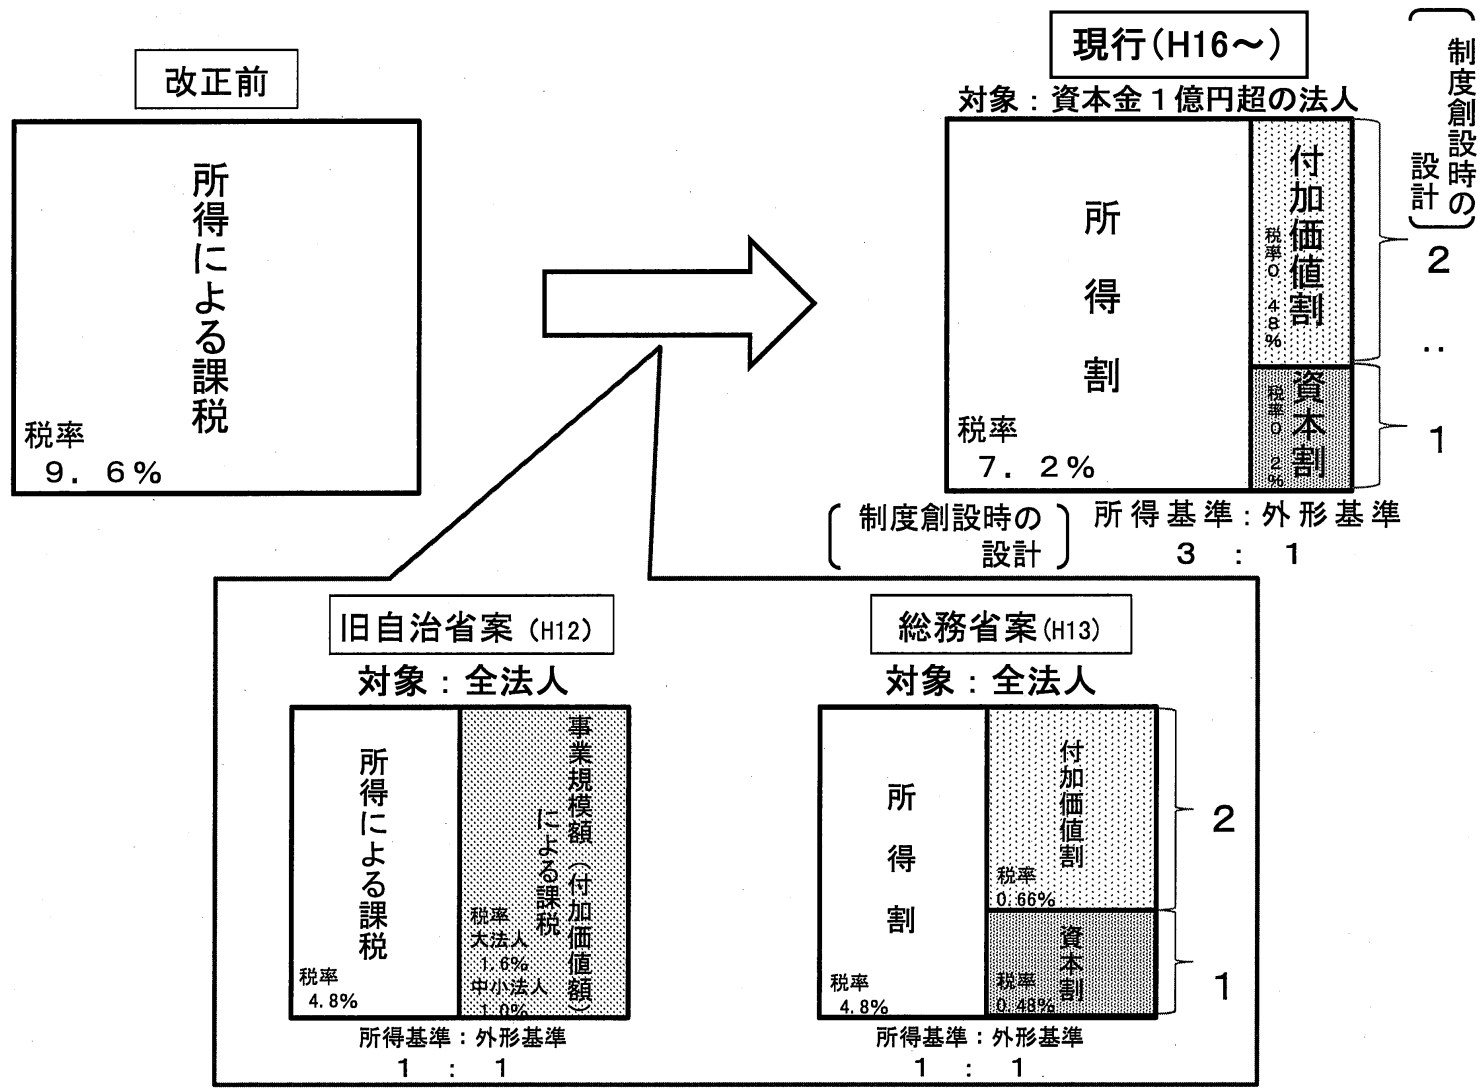 改正前
所得による課税
税率
9.6%
現行(H16～)
対象：資本金1億円超の法人
所得割
税率
7.2%
付加価値割
税率0.48%
資本割
税率0.2%
制度創設時の
設計
2
:
1
制度創設時の
設計
所得基準：外形基準
3 : 1
旧自治省案(H12)
対象：全法人
所得による課税
税率
4.8%
事業規模額(付加価値額)
による課税
税率
大法人
1.6%
中小法人
1.0%
所得基準：外形基準
1 : 1
総務省案(H13)
対象：全法人
所得割
税率
4.8%
付加価値割
税率
0.66%
資本割
税率
0.48%
2
1
所得基準：外形基準
1 : 1